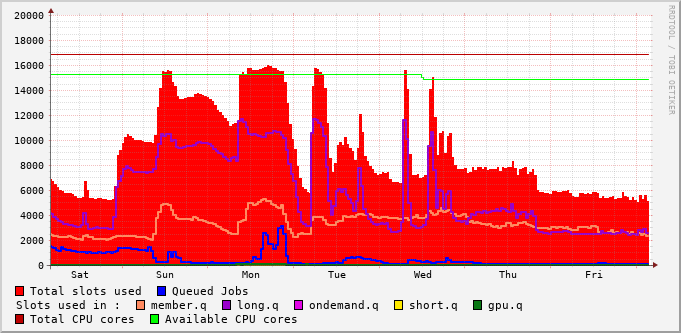 20000
18000
16000
14000
12000
10000
8000
6000
4000
2000
0
Sat Sun Mon Tue Wed Thu Fri
RRDTOOL / TOBI OETIKER
Total slots used Queued Jobs
Slots used in : member.q long.q ondemand.q short.q gpu.q
Total CPU cores Available CPU cores